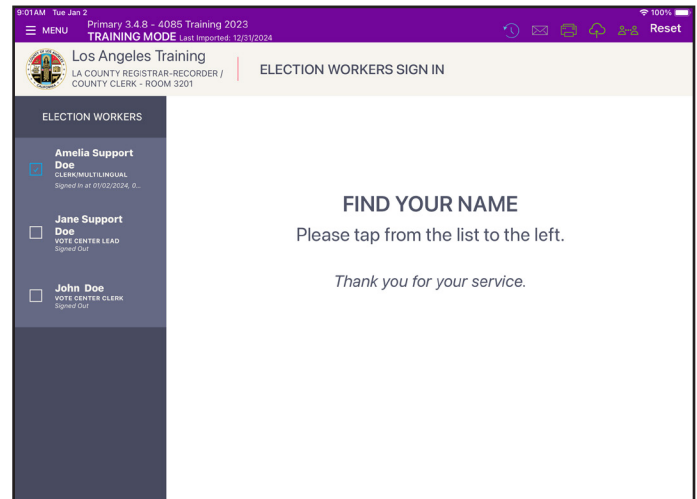 9:01AM Tue Jan 2
100%
MENU
Primary 3.4.8 - 4085 Training 2023
TRAINING MODE Last Imported: 12/31/2024
Reset
Los Angeles Training
LA COUNTY REGISTRAR-RECORDER /
COUNTY CLERK - ROOM 3201
ELECTION WORKERS SIGN IN
ELECTION WORKERS
Amelia Support
Doe
CLERK/MULTILINGUAL
Signed In at 01/02/2024, 0...
Jane Support
Doe
VOTE CENTER LEAD
Signed Out
John Doe
VOTE CENTER CLERK
Signed Out
FIND YOUR NAME
Please tap from the list to the left.
Thank you for your service.